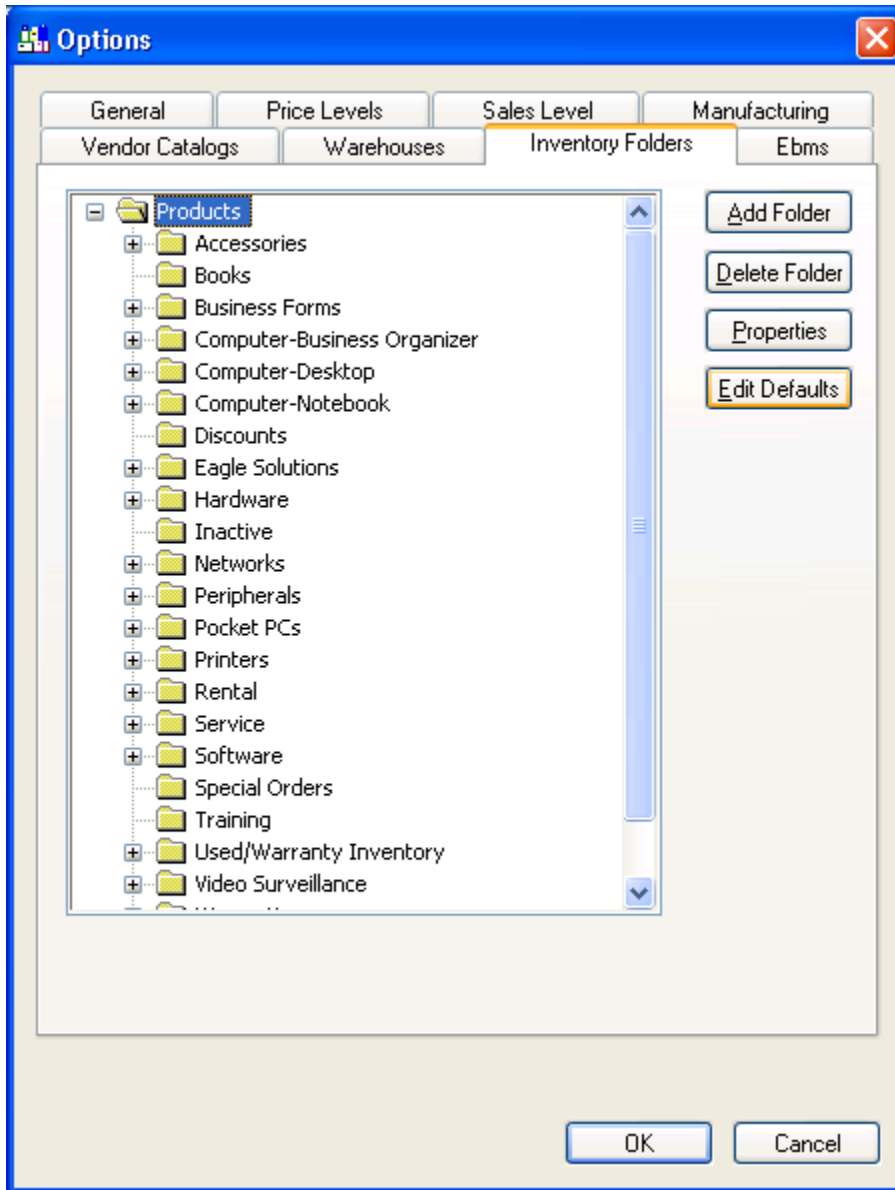 Options
General Price Levels Sales Level Manufacturing
Vendor Catalogs Warehouses Inventory Folders Ebms
Products
Accessories
Books
Business Forms
Computer-Business Organizer
Computer-Desktop
Computer-Notebook
Discounts
Eagle Solutions
Hardware
Inactive
Networks
Peripherals
Pocket PCs
Printers
Rental
Service
Software
Special Orders
Training
Used/Warranty Inventory
Video Surveillance
Add Folder
Delete Folder
Properties
Edit Defaults
OK Cancel